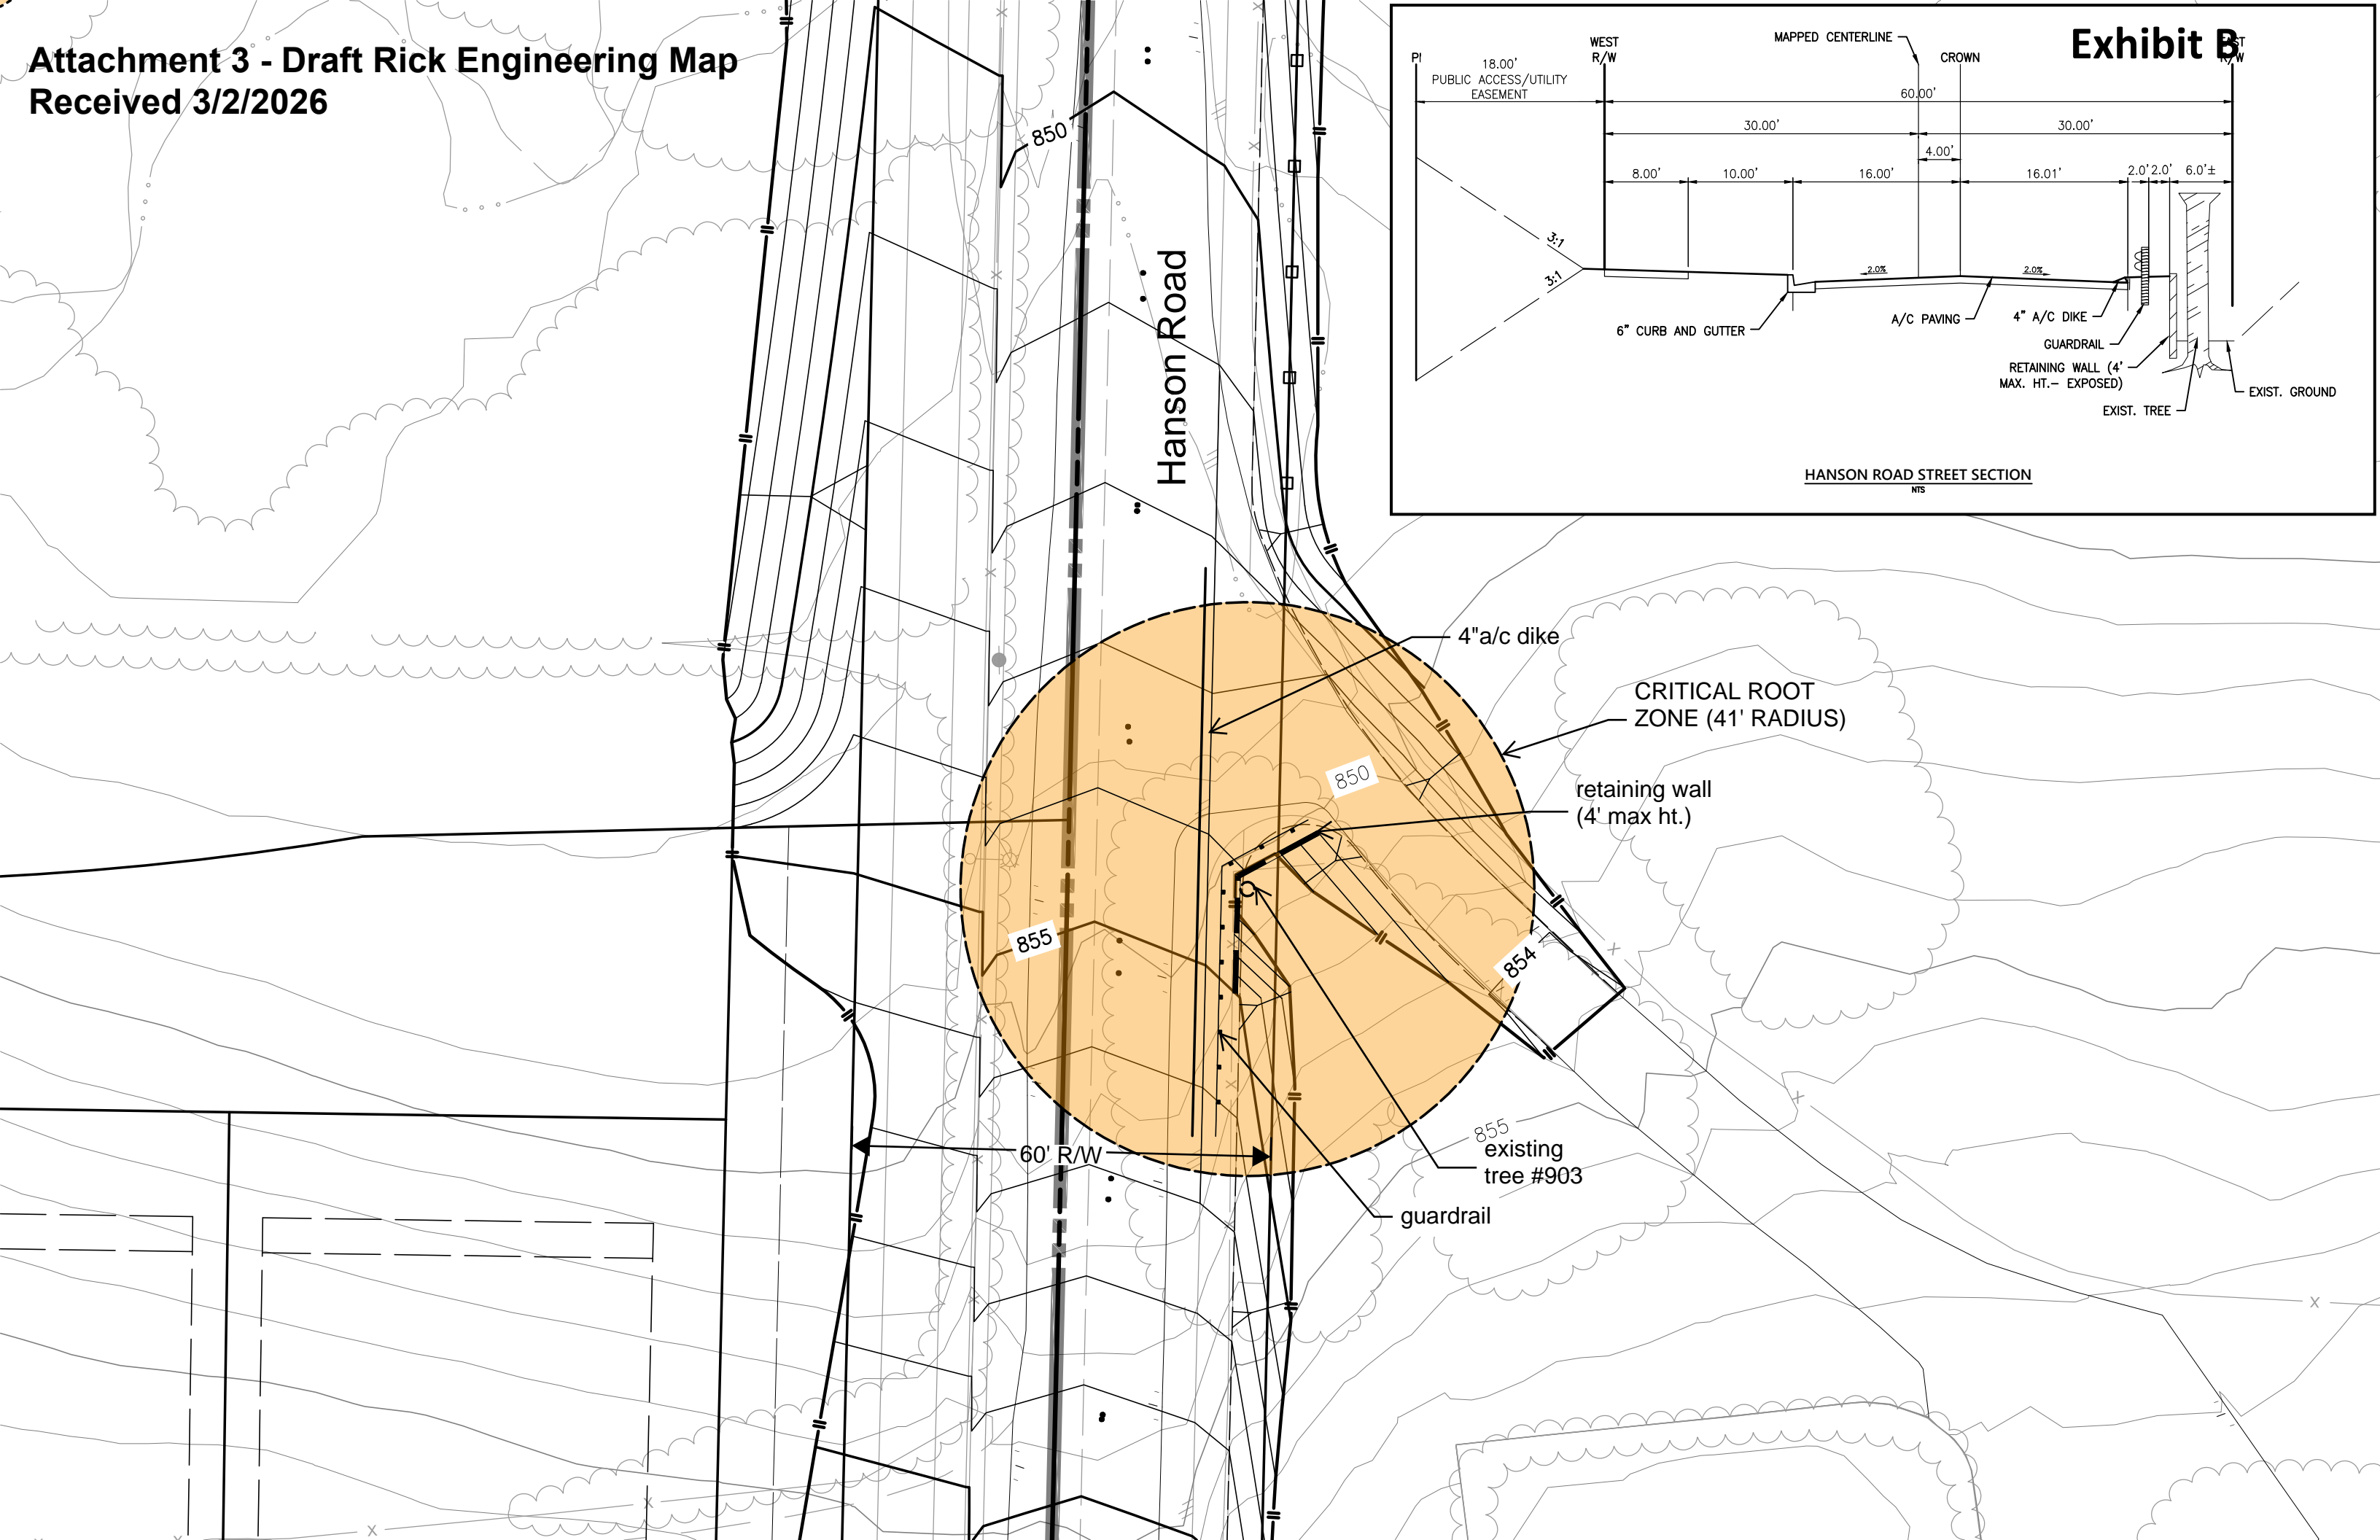 Attachment 3 - Draft Rick Engineering Map
Received 3/2/2026
Exhibit B
MAPPED CENTERLINE
WEST
R/W
CROWN
18.00'
PUBLIC ACCESS/UTILITY
EASEMENT
60.00'
30.00'
30.00'
4.00'
8.00'
10.00'
16.00'
16.01'
2.0'
2.0'
6.0'±
3:1
3:1
2.0%
2.0%
6" CURB AND GUTTER
A/C PAVING
4" A/C DIKE
GUARDRAIL
RETAINING WALL (4'
MAX. HT.- EXPOSED)
EXIST. TREE
EXIST. GROUND
HANSON ROAD STREET SECTION
NTS
850
Hanson Road
4"a/c dike
CRITICAL ROOT
ZONE (41' RADIUS)
850
retaining wall
(4' max ht.)
855
854
855
60' R/W
existing
tree #903
guardrail